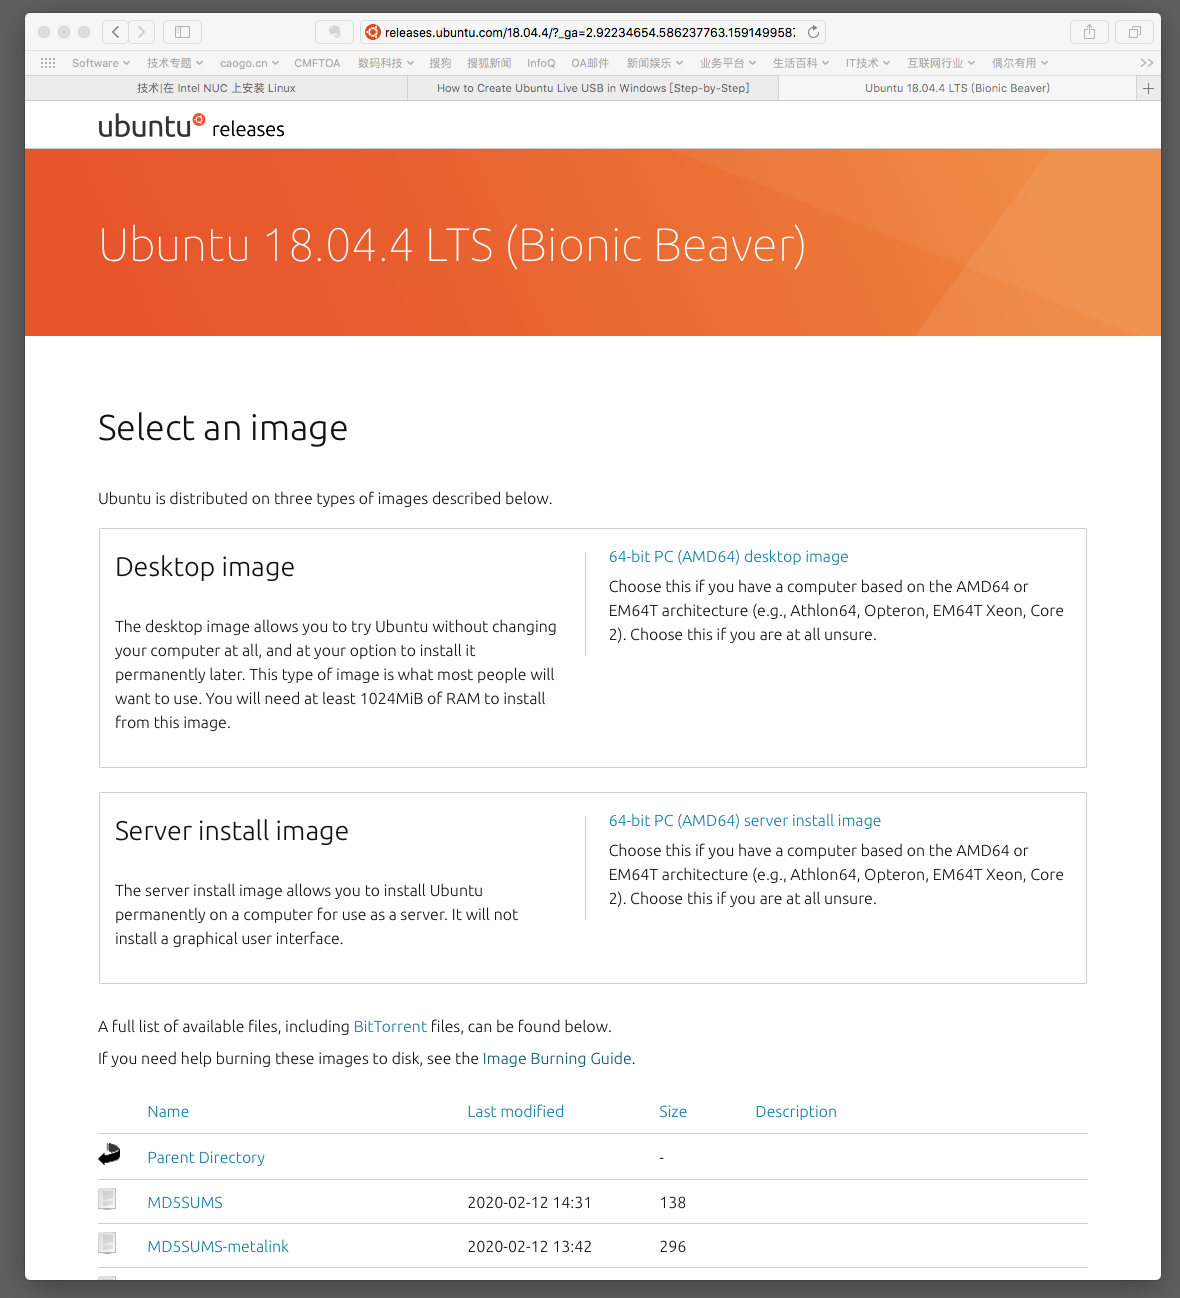 releases.ubuntu.com/18.04.4/?_ga=2.92234654.586237763.159149958
Software 技术专题 caogo.cn CMFTOA 数码科技 搜狗 搜狐新闻 InfoQ OA邮件 新闻娱乐 业务平台 生活百科 IT技术 互联网行业 偶尔有用 >>
技术|在 Intel NUC 上安装 Linux
How to Create Ubuntu Live USB in Windows [Step-by-Step]
Ubuntu 18.04.4 LTS (Bionic Beaver)
ubuntu releases
Ubuntu 18.04.4 LTS (Bionic Beaver)
Select an image
Ubuntu is distributed on three types of images described below.
Desktop image
The desktop image allows you to try Ubuntu without changing
your computer at all, and at your option to install it
permanently later. This type of image is what most people will
want to use. You will need at least 1024MiB of RAM to install
from this image.
64-bit PC (AMD64) desktop image
Choose this if you have a computer based on the AMD64 or
EM64T architecture (e.g., Athlon64, Opteron, EM64T Xeon, Core
2). Choose this if you are at all unsure.
Server install image
The server install image allows you to install Ubuntu
permanently on a computer for use as a server. It will not
install a graphical user interface.
64-bit PC (AMD64) server install image
Choose this if you have a computer based on the AMD64 or
EM64T architecture (e.g., Athlon64, Opteron, EM64T Xeon, Core
2). Choose this if you are at all unsure.
A full list of available files, including BitTorrent files, can be found below.
If you need help burning these images to disk, see the Image Burning Guide.
Name Last modified Size Description
Parent Directory -
MD5SUMS 2020-02-12 14:31 138
MD5SUMS-metalink 2020-02-12 13:42 296